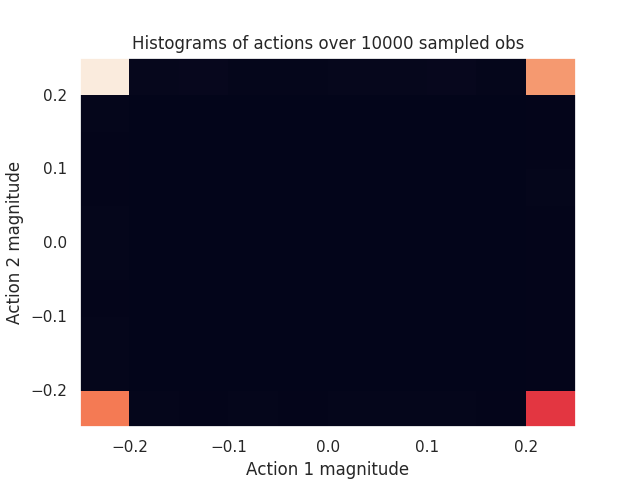 Histograms of actions over 10000 sampled obs
0.2
0.1
0.0
−0.1
−0.2
Action 2 magnitude
−0.2 −0.1 0.0 0.1 0.2
Action 1 magnitude